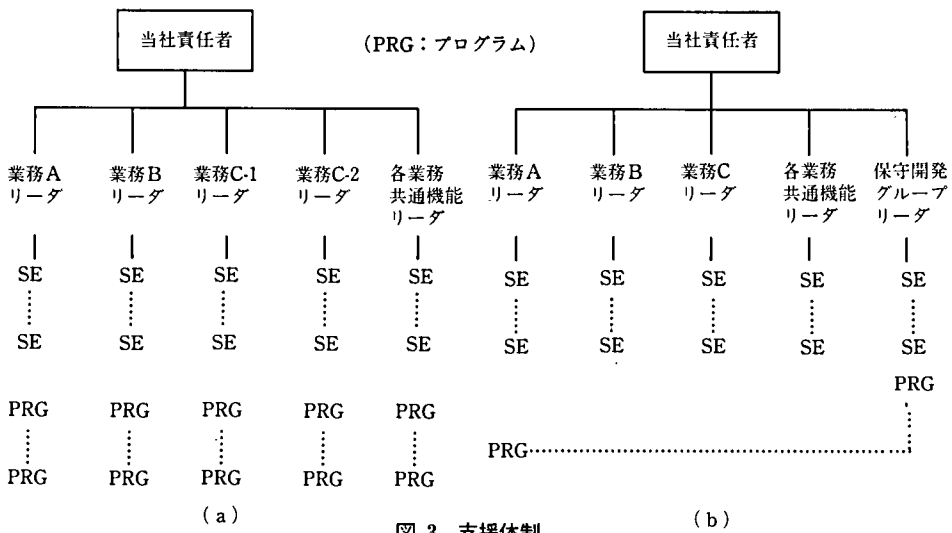 当社責任者
(PRG：プログラム)
当社責任者
業務A
リーダ
業務B
リーダ
業務C-1
リーダ
業務C-2
リーダ
各業務
共通機能
リーダ
業務A
リーダ
業務B
リーダ
業務C
リーダ
各業務
共通機能
リーダ
保守開発
グループ
リーダ
SE SE SE SE SE SE SE SE SE SE
SE SE SE SE SE SE SE SE SE SE
PRG
PRG PRG PRG PRG PRG
PRG
PRG PRG PRG PRG PRG
(a)
(b)
図 3 支援体制